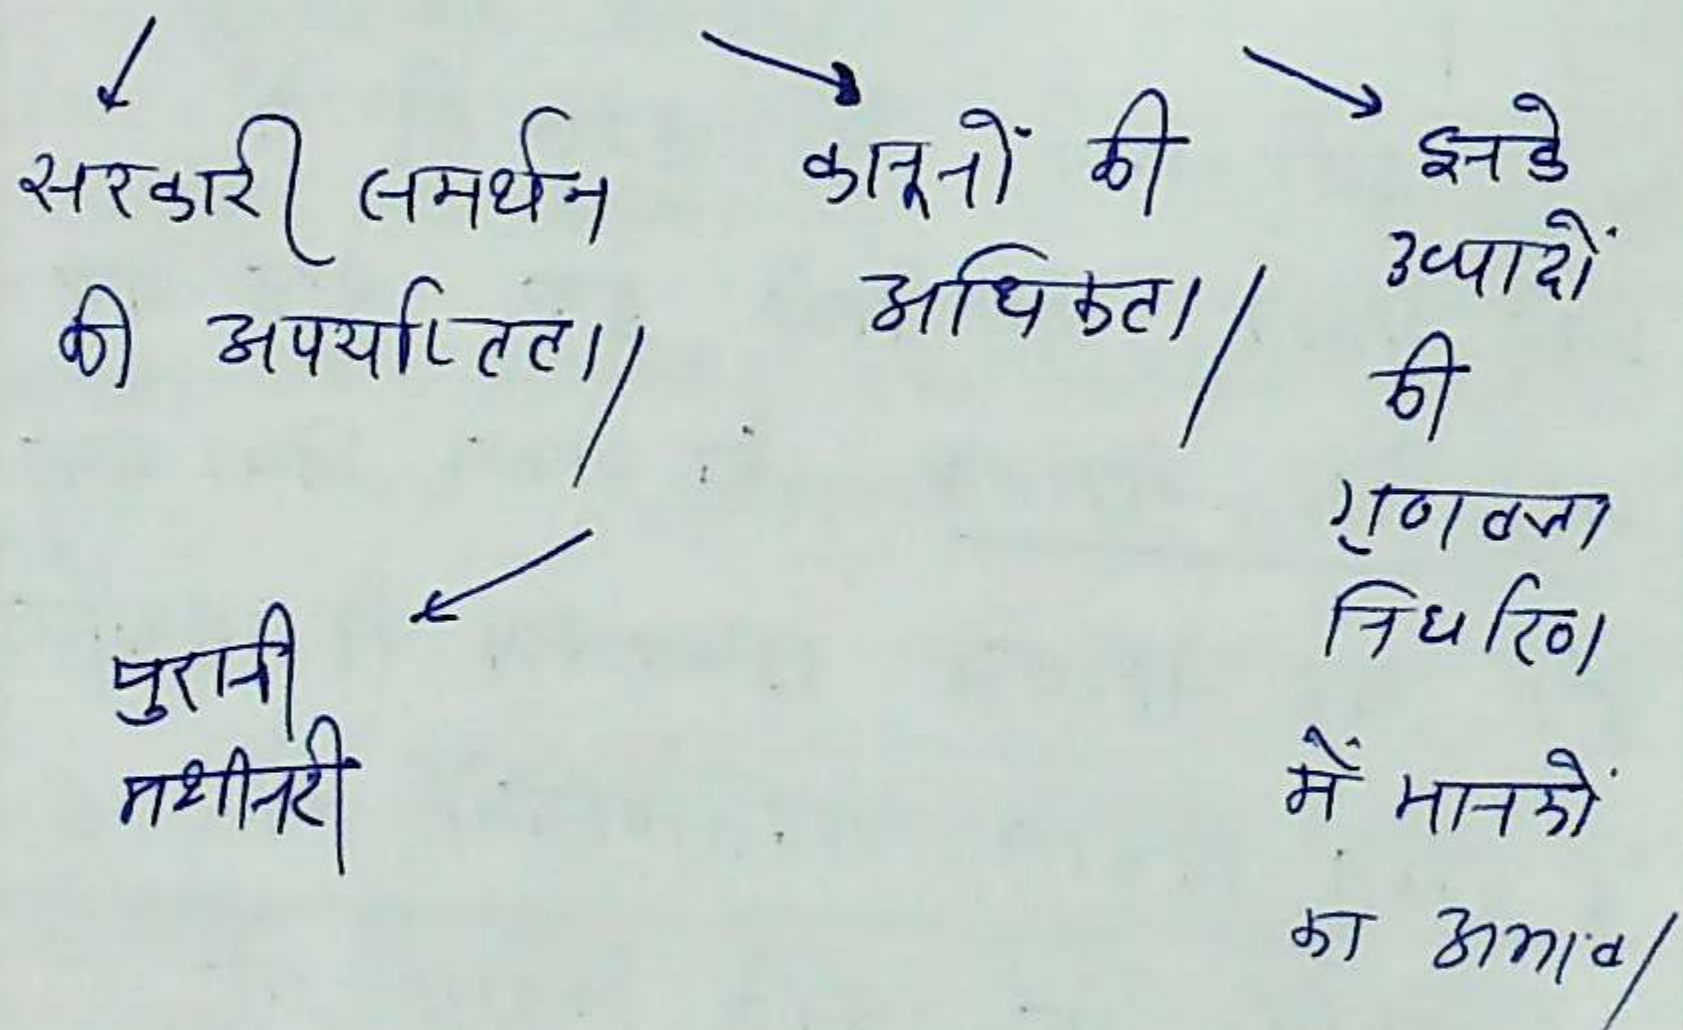 सरकारी समर्थन
की अपर्याप्तता।
कानूनों की
अधिकता।
इनके
उत्पादों
की
गुणवत्ता
निर्धारण
में मानकों
का अभाव।
पुरानी
मशीनरी